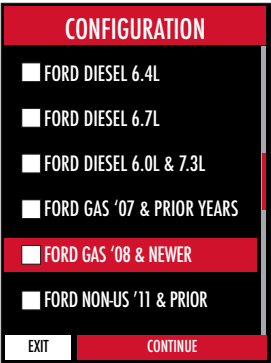 CONFIGURATION
FORD DIESEL 6.4L
FORD DIESEL 6.7L
FORD DIESEL 6.0L & 7.3L
FORD GAS ‘07 & PRIOR YEARS
FORD GAS ‘08 & NEWER
FORD NON-US ’11 & PRIOR
EXIT CONTINUE